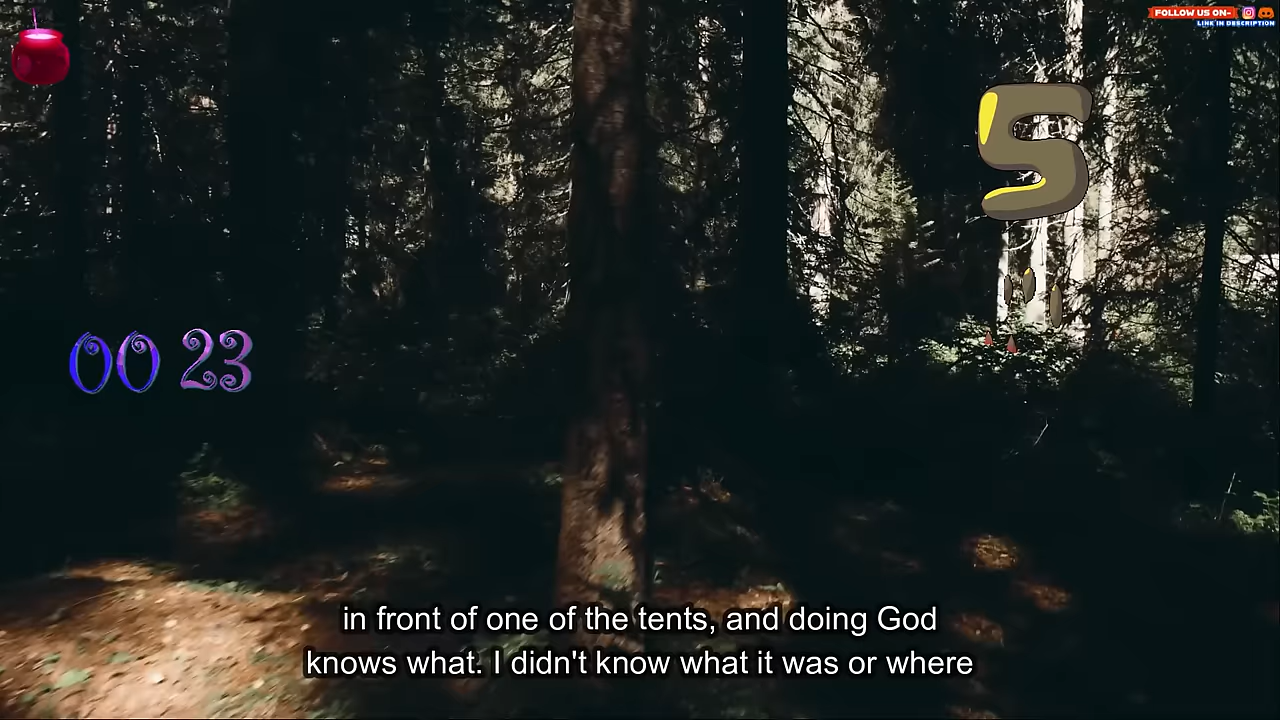 FOLLOW US ON-
LINK IN DESCRIPTION
5
00 23
in front of one of the tents, and doing God
knows what. I didn't know what it was or where